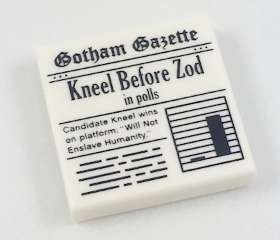 Gotham Gazette
Kneel Before Zod
in polls
Candidate Kneel wins
on platform: "Will Not
Enslave Humanity."